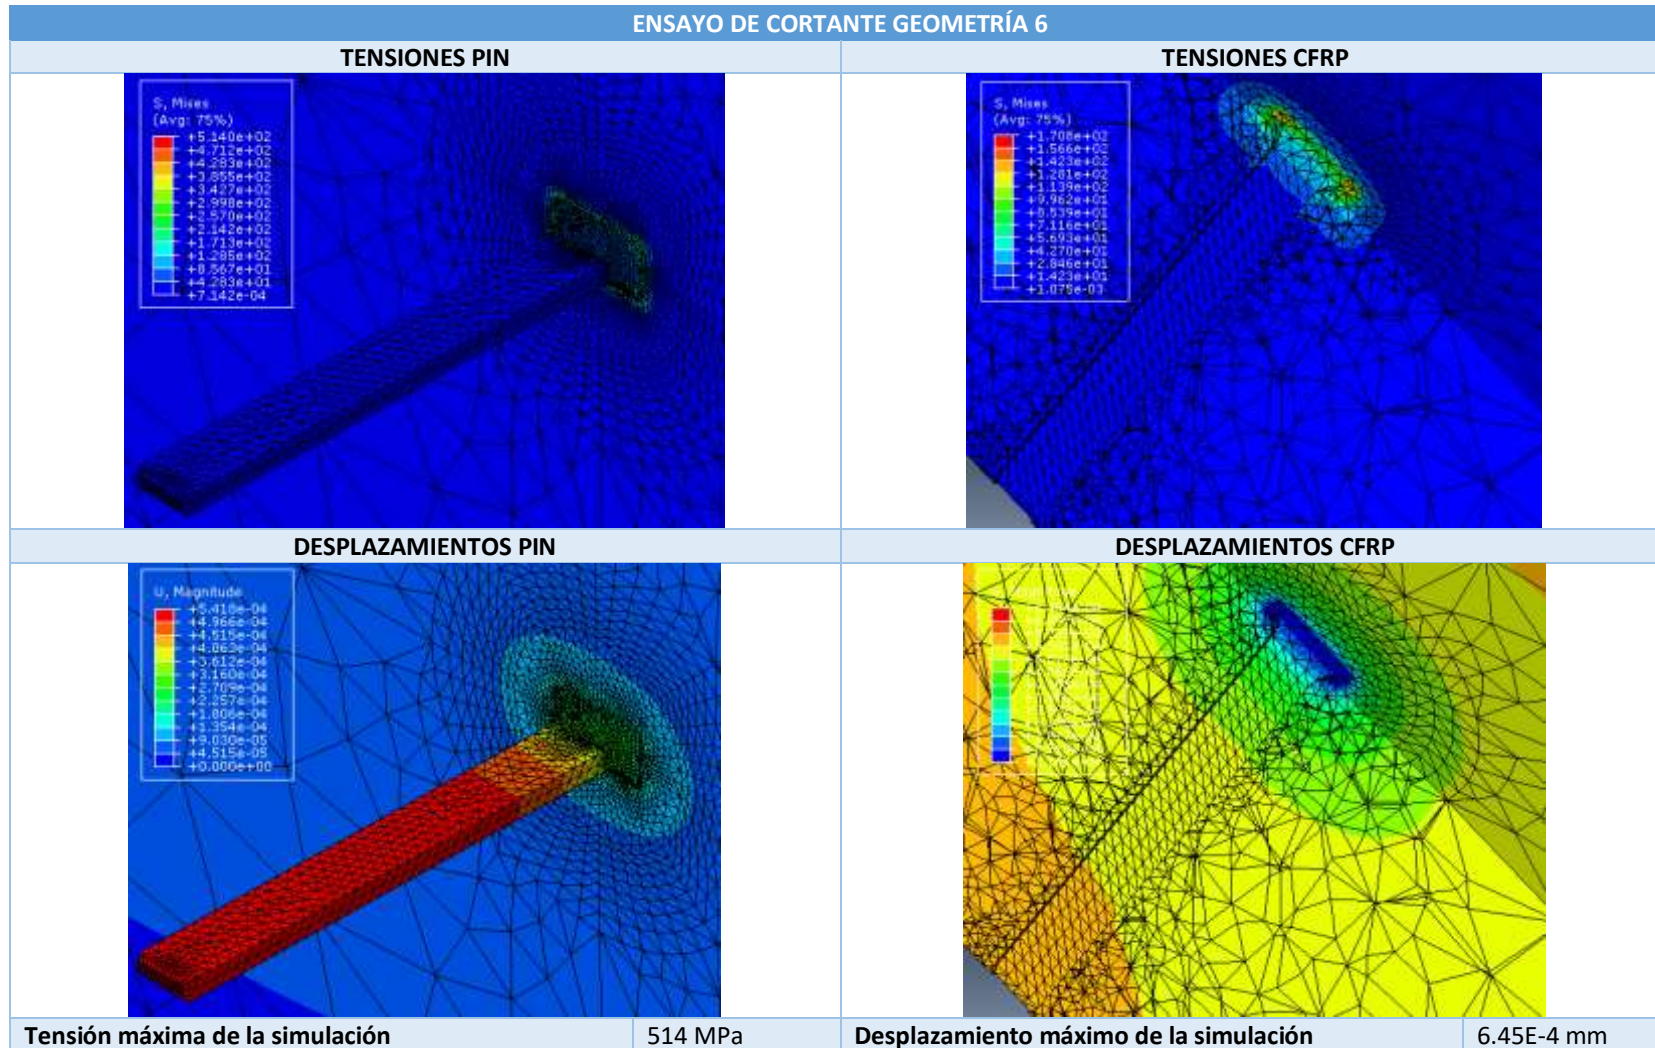 ENSAYO DE CORTANTE GEOMETRÍA 6
TENSIONES PIN
TENSIONES CFRP
S, Mises
(Avg: 75%)
+5.140e+02
+4.712e+02
+4.283e+02
+3.855e+02
+3.427e+02
+2.998e+02
+2.570e+02
+2.142e+02
+1.713e+02
+1.285e+02
+8.567e+01
+4.283e+01
+7.142e-04
S, Mises
(Avg: 75%)
+1.708e+02
+1.566e+02
+1.423e+02
+1.281e+02
+1.139e+02
+9.962e+01
+8.539e+01
+7.116e+01
+5.693e+01
+4.270e+01
+2.846e+01
+1.423e+01
+1.075e-03
DESPLAZAMIENTOS PIN
DESPLAZAMIENTOS CFRP
U, Magnitude
+5.418e-04
+4.966e-04
+4.515e-04
+4.063e-04
+3.612e-04
+3.160e-04
+2.709e-04
+2.257e-04
+1.806e-04
+1.354e-04
+9.030e-05
+4.515e-05
+0.000e+00
Tensión máxima de la simulación
514 MPa
Desplazamiento máximo de la simulación
6.45E-4 mm